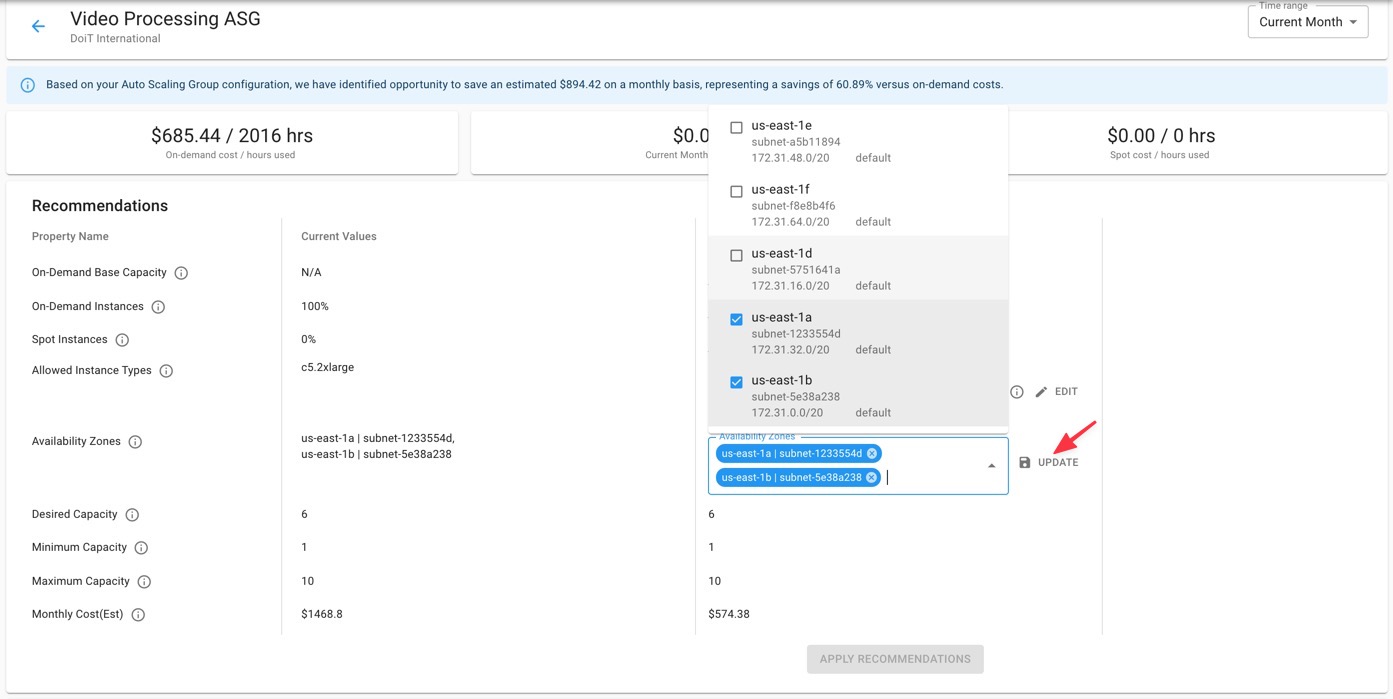 Video Processing ASG
DoiT International
Time range
Current Month
Based on your Auto Scaling Group configuration, we have identified opportunity to save an estimated $894.42 on a monthly basis, representing a savings of 60.89% versus on-demand costs.
$685.44 / 2016 hrs
On-demand cost / hours used
$0.0
Current Month
$0.00 / 0 hrs
Spot cost / hours used
us-east-1e
subnet-a5b11894
172.31.48.0/20 default
us-east-1f
subnet-f8e8b4f6
172.31.64.0/20 default
us-east-1d
subnet-5751641a
172.31.16.0/20 default
us-east-1a
subnet-1233554d
172.31.32.0/20 default
us-east-1b
subnet-5e38a238
172.31.0.0/20 default
Recommendations
Property Name Current Values
On-Demand Base Capacity N/A
On-Demand Instances 100%
Spot Instances 0%
Allowed Instance Types c5.2xlarge
EDIT
Availability Zones
us-east-1a | subnet-1233554d,
us-east-1b | subnet-5e38a238
Availability Zones
us-east-1a | subnet-1233554d
us-east-1b | subnet-5e38a238
UPDATE
Desired Capacity 6 6
Minimum Capacity 1 1
Maximum Capacity 10 10
Monthly Cost(Est) $1468.8 $574.38
APPLY RECOMMENDATIONS